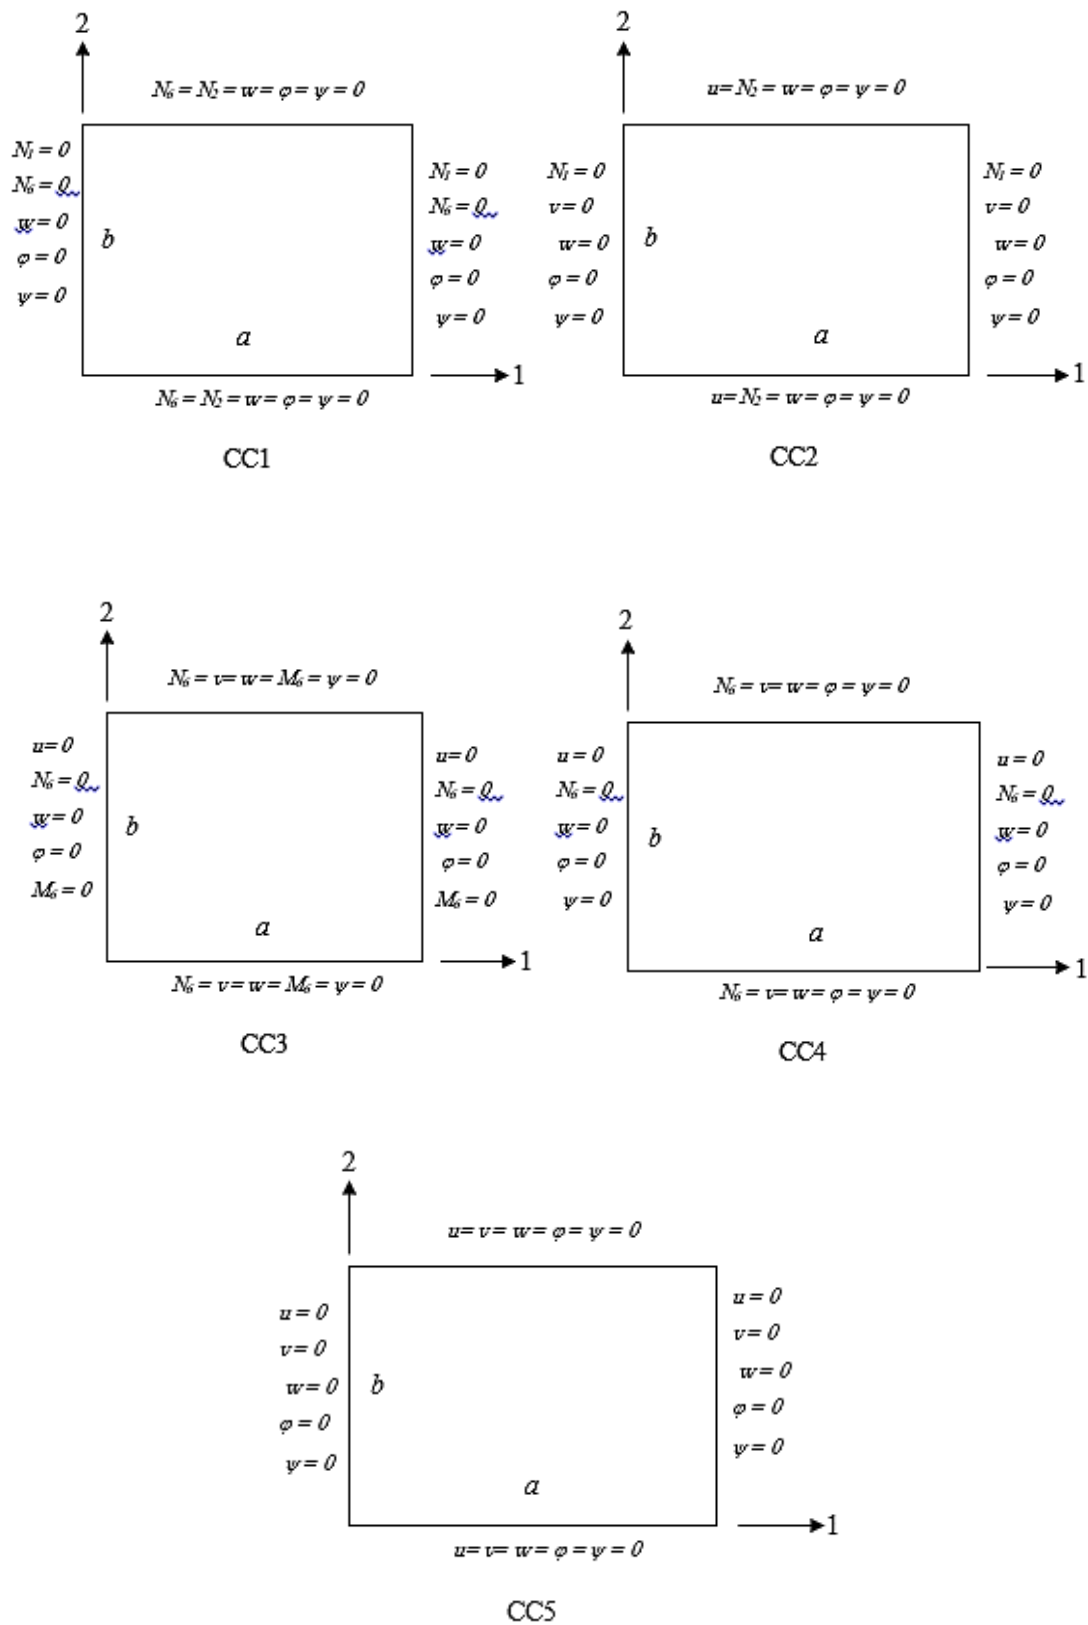 2
N₆ = N₂ = w = φ = ψ = 0
N₁ = 0
N₆ = 0
w = 0
φ = 0
ψ = 0
b
a
N₁ = 0
N₆ = 0
w = 0
φ = 0
ψ = 0
1
N₆ = N₂ = w = φ = ψ = 0
CC1
2
u = N₂ = w = φ = ψ = 0
N₁ = 0
v = 0
w = 0
φ = 0
ψ = 0
b
a
N₁ = 0
v = 0
w = 0
φ = 0
ψ = 0
1
u = N₂ = w = φ = ψ = 0
CC2
2
N₆ = v = w = M₆ = ψ = 0
u = 0
N₆ = 0
w = 0
φ = 0
M₆ = 0
b
a
u = 0
N₆ = 0
w = 0
φ = 0
M₆ = 0
1
N₆ = v = w = M₆ = ψ = 0
CC3
2
N₆ = v = w = φ = ψ = 0
u = 0
N₆ = 0
w = 0
φ = 0
ψ = 0
b
a
u = 0
N₆ = 0
w = 0
φ = 0
ψ = 0
1
N₆ = v = w = φ = ψ = 0
CC4
2
u = v = w = φ = ψ = 0
u = 0
v = 0
w = 0
φ = 0
ψ = 0
b
a
u = 0
v = 0
w = 0
φ = 0
ψ = 0
1
u = v = w = φ = ψ = 0
CC5